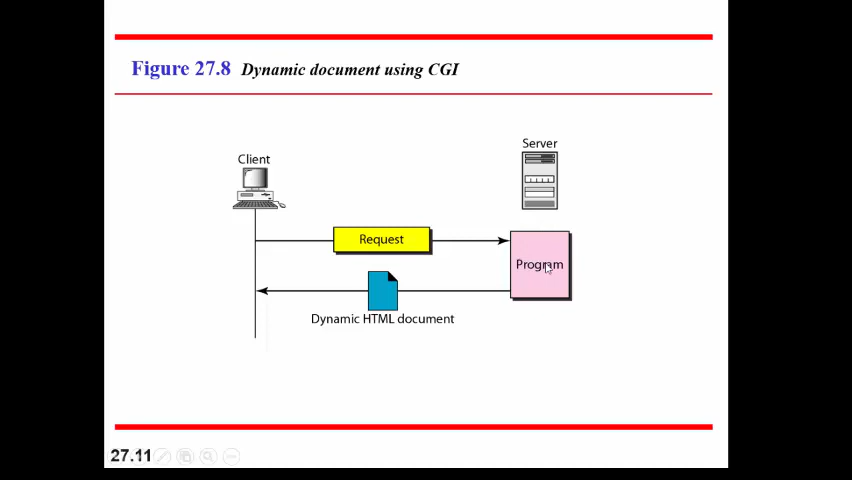 Figure 27.8 Dynamic document using CGI
Server
Client
Request
Program
Dynamic HTML document
27.11